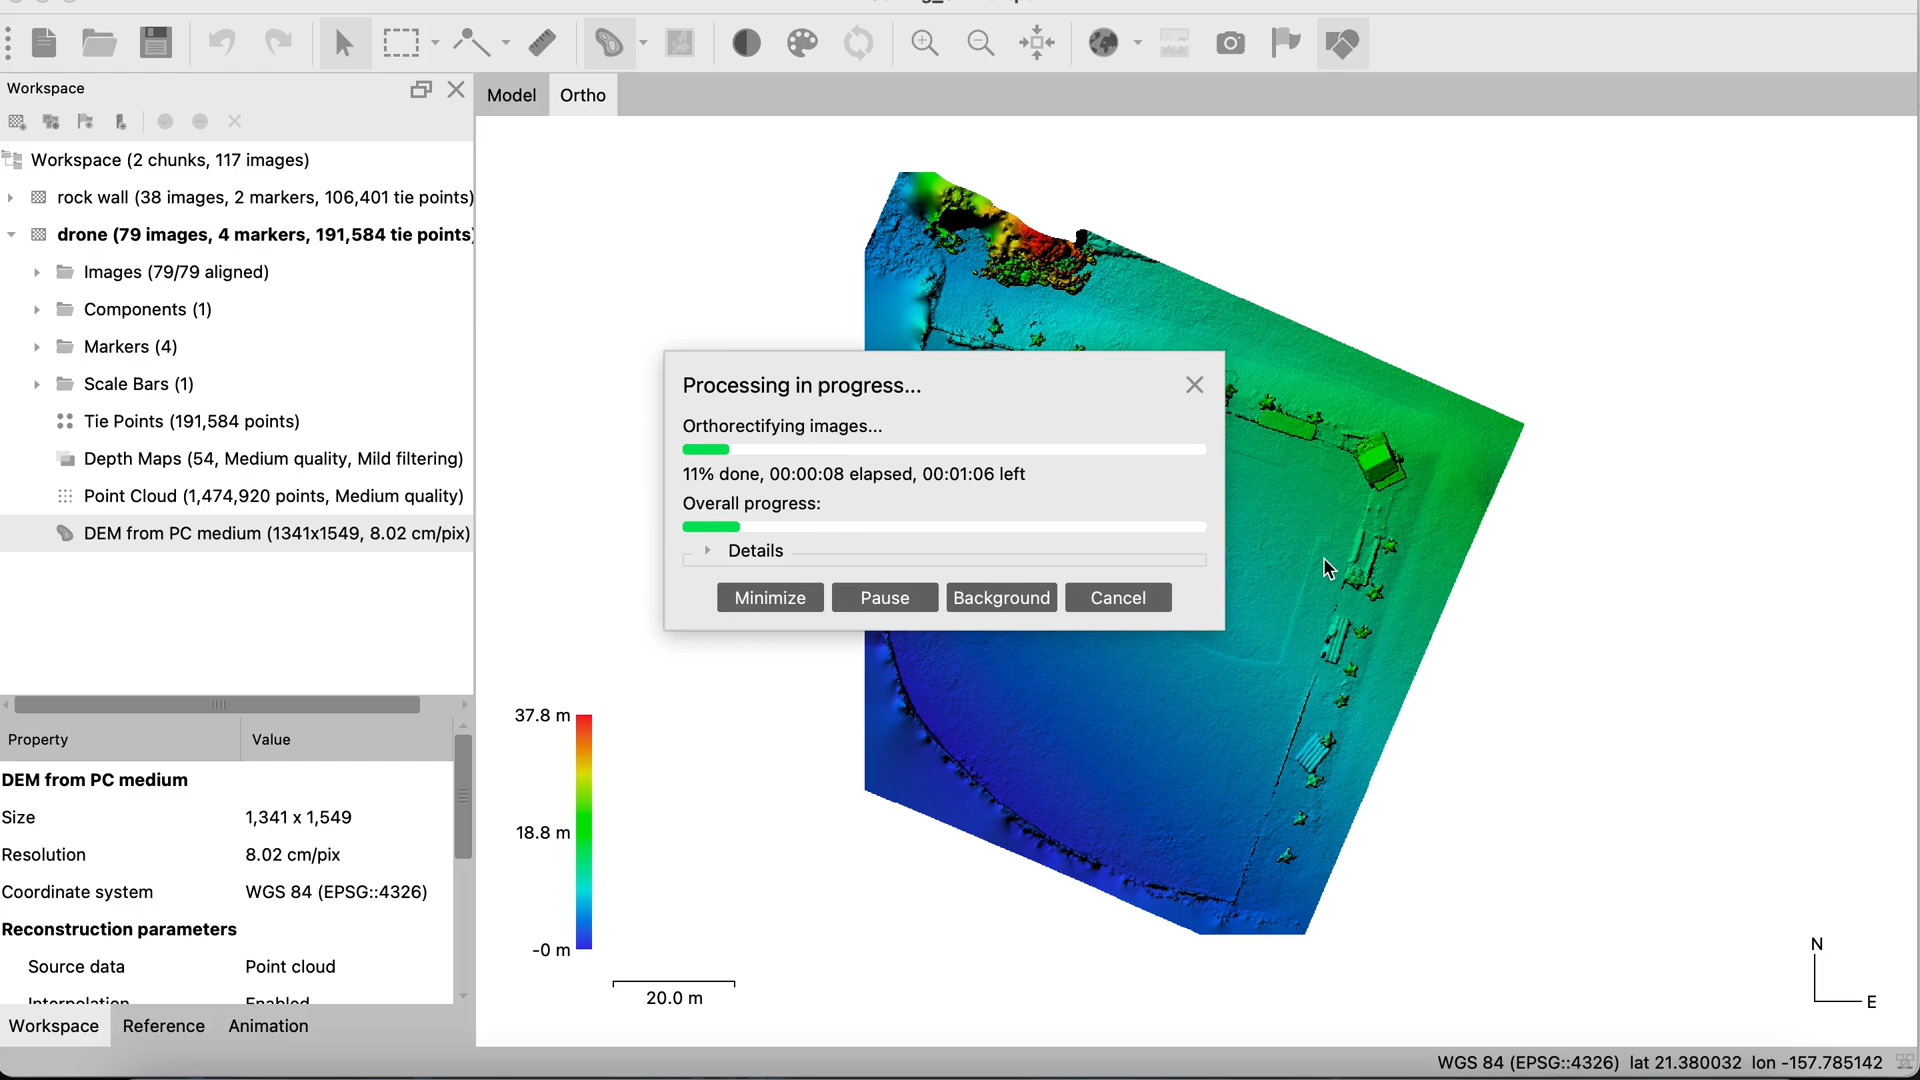 Workspace
Model
Ortho
Workspace (2 chunks, 117 images)
rock wall (38 images, 2 markers, 106,401 tie points)
drone (79 images, 4 markers, 191,584 tie points)
Images (79/79 aligned)
Components (1)
Markers (4)
Scale Bars (1)
Tie Points (191,584 points)
Depth Maps (54, Medium quality, Mild filtering)
Point Cloud (1,474,920 points, Medium quality)
DEM from PC medium (1341x1549, 8.02 cm/pix)
Processing in progress...
Orthorectifying images...
11% done, 00:00:08 elapsed, 00:01:06 left
Overall progress:
Details
Minimize
Pause
Background
Cancel
Property
Value
DEM from PC medium
Size
1,341 x 1,549
Resolution
8.02 cm/pix
Coordinate system
WGS 84 (EPSG::4326)
Reconstruction parameters
Source data
Point cloud
Interpolation
Enabled
Workspace
Reference
Animation
37.8 m
18.8 m
-0 m
20.0 m
N
E
WGS 84 (EPSG::4326) lat 21.380032 lon -157.785142